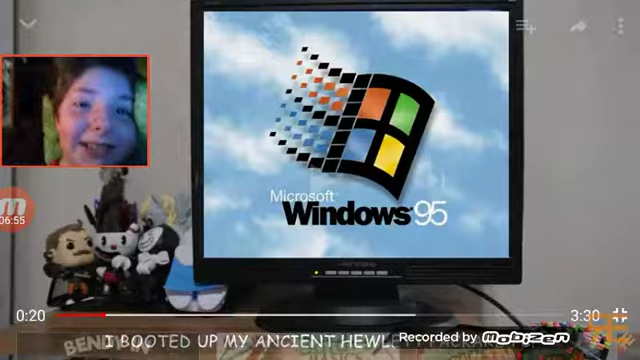 Microsoft
Windows 95
06:55
0:20
3:30
I BOOTED UP MY ANCIENT HEWL
Recorded by MOBIZEN